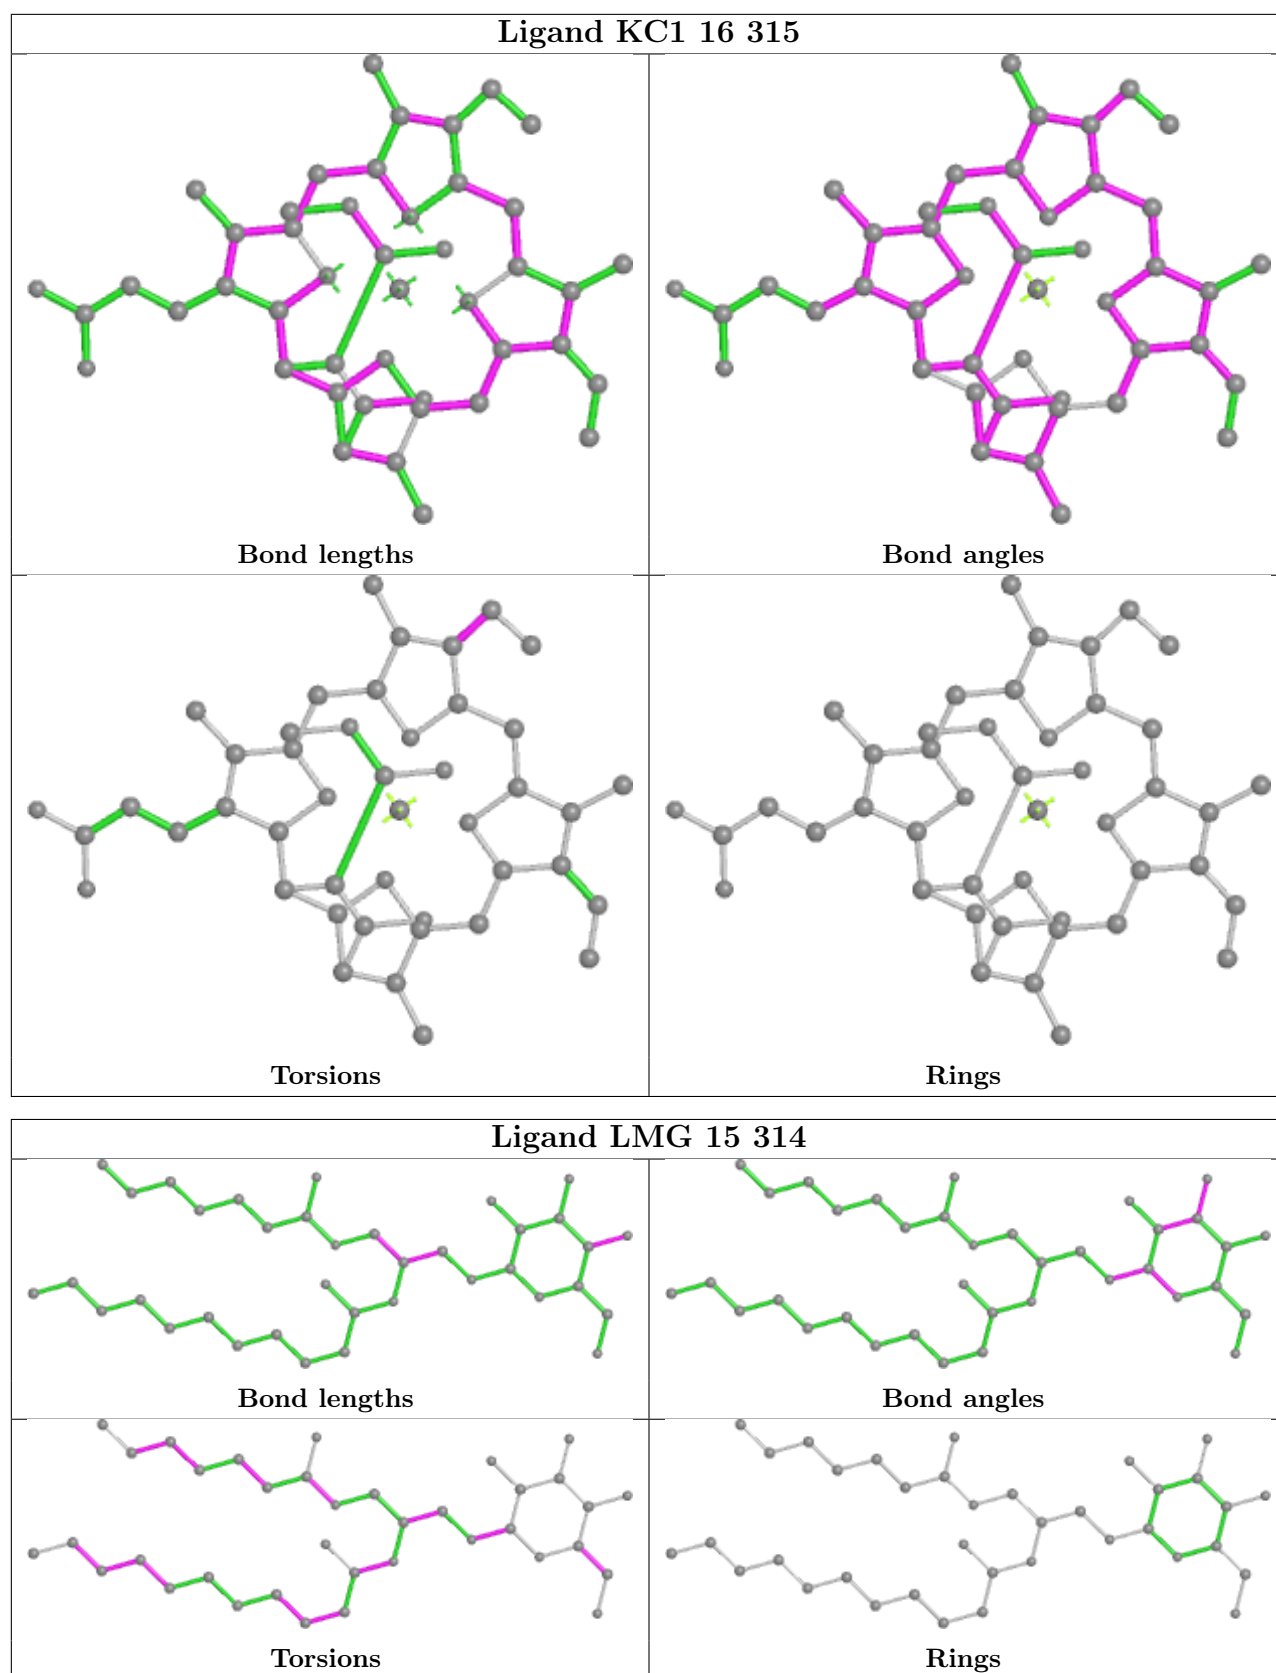 Ligand KC1 16 315
Bond lengths
Bond angles
Torsions
Rings
Ligand LMG 15 314
Bond lengths
Bond angles
Torsions
Rings